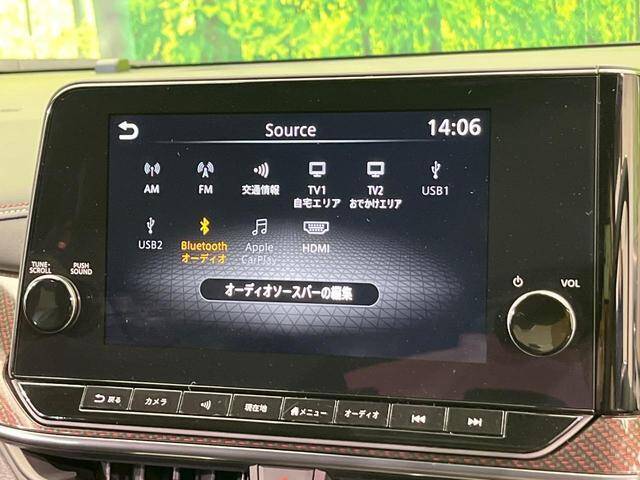 Source
14:06
AM
FM
交通情報
TV1
自宅エリア
TV2
おでかけエリア
USB1
USB2
Bluetooth
オーディオ
Apple
CarPlay
HDMI
オーディオソースバーの編集
TUNE・
SCROLL
PUSH
SOUND
VOL
戻る
カメラ
現在地
メニュー
オーディオ